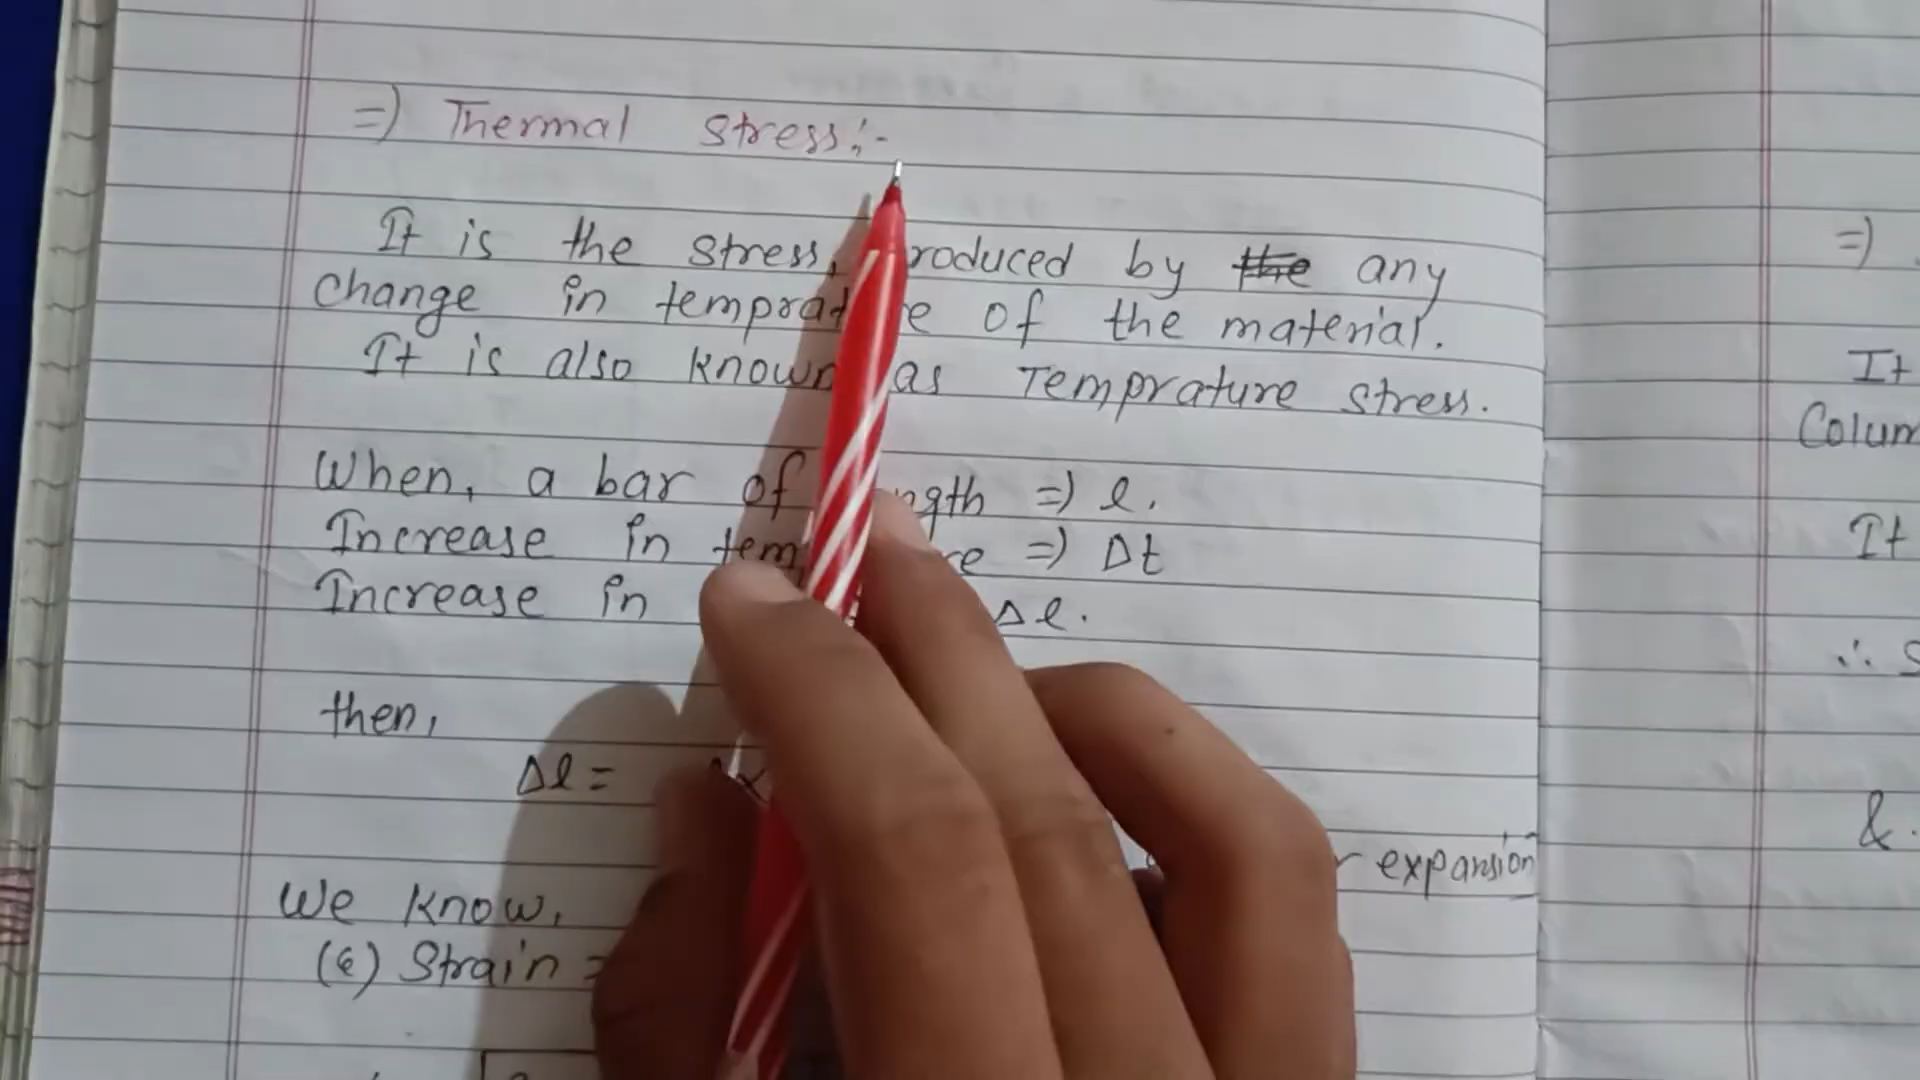 =) Thermal stress:-
It is the stress, roduced by the any
change in temprat e of the material.
It is also known as Temprature stress.
When, a bar of ngth =) l.
Increase in tem re =) Δt
Increase in Δl.
then,
Δl =
r expansion
We know,
(ϵ) Strain =
=)
It
Colum
It
∴ S
&